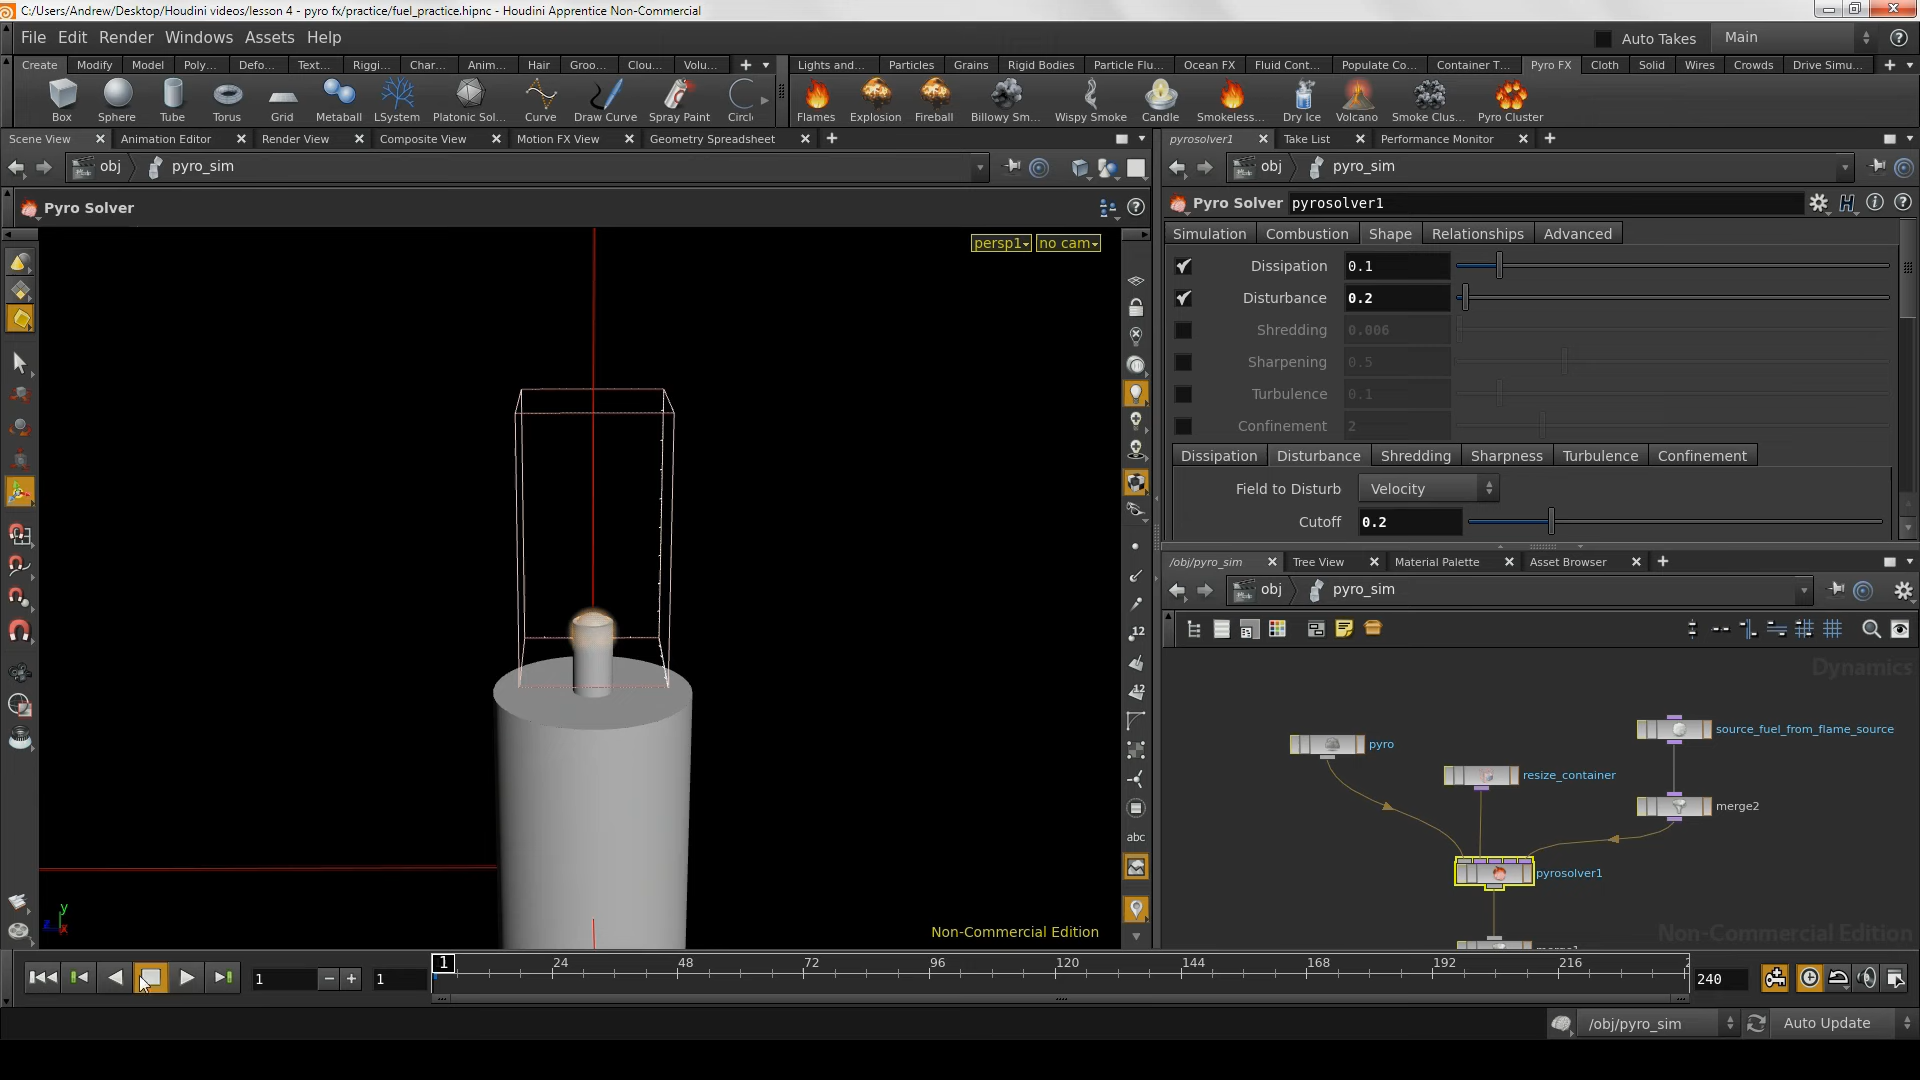 C:/Users/Andrew/Desktop/Houdini videos/lesson 4 - pyro fx/practice/fuel_practice.hipnc - Houdini Apprentice Non-Commercial
File Edit Render Windows Assets Help
Auto Takes Main
Create Modify Model Poly... Defo... Text... Riggi... Char... Anim... Hair Groo... Clou... Volu...
Lights and... Particles Grains Rigid Bodies Particle Flu... Ocean FX Fluid Cont... Populate Co... Container T... Pyro FX Cloth Solid Wires Crowds Drive Simu...
Box Sphere Tube Torus Grid Metaball LSystem Platonic Sol... Curve Draw Curve Spray Paint Circl
Flames Explosion Fireball Billowy Sm... Wispy Smoke Candle Smokeless... Dry Ice Volcano Smoke Clus... Pyro Cluster
Scene View Animation Editor Render View Composite View Motion FX View Geometry Spreadsheet
pyrosolver1 Take List Performance Monitor
obj pyro_sim
obj pyro_sim
Pyro Solver
Pyro Solver pyrosolver1
Simulation Combustion Shape Relationships Advanced
persp1 no cam
Dissipation 0.1
Disturbance 0.2
Shredding 0.006
Sharpening 0.5
Turbulence 0.1
Confinement 2
Dissipation Disturbance Shredding Sharpness Turbulence Confinement
Field to Disturb Velocity
Cutoff 0.2
/obj/pyro_sim Tree View Material Palette Asset Browser
obj pyro_sim
12
12
abc
Dynamics
pyro
source_fuel_from_flame_source
resize_container
merge2
pyrosolver1
Non-Commercial Edition
Non-Commercial Edition
y
z
x
1 1 1 24 48 72 96 120 144 168 192 216 240
/obj/pyro_sim Auto Update